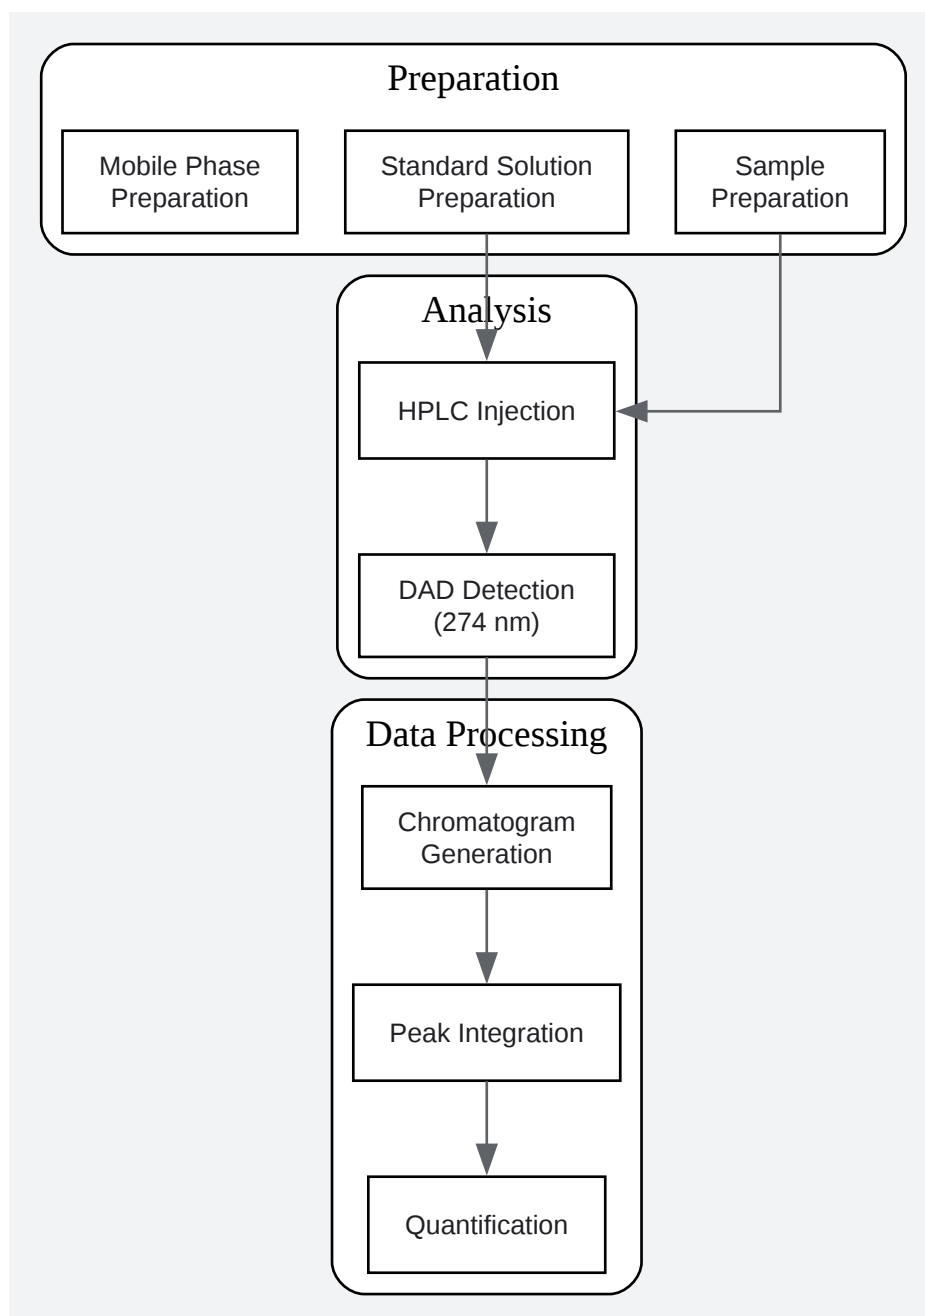 Preparation
Mobile Phase
Preparation
Standard Solution
Preparation
Sample
Preparation
Analysis
HPLC Injection
DAD Detection
(274 nm)
Data Processing
Chromatogram
Generation
Peak Integration
Quantification